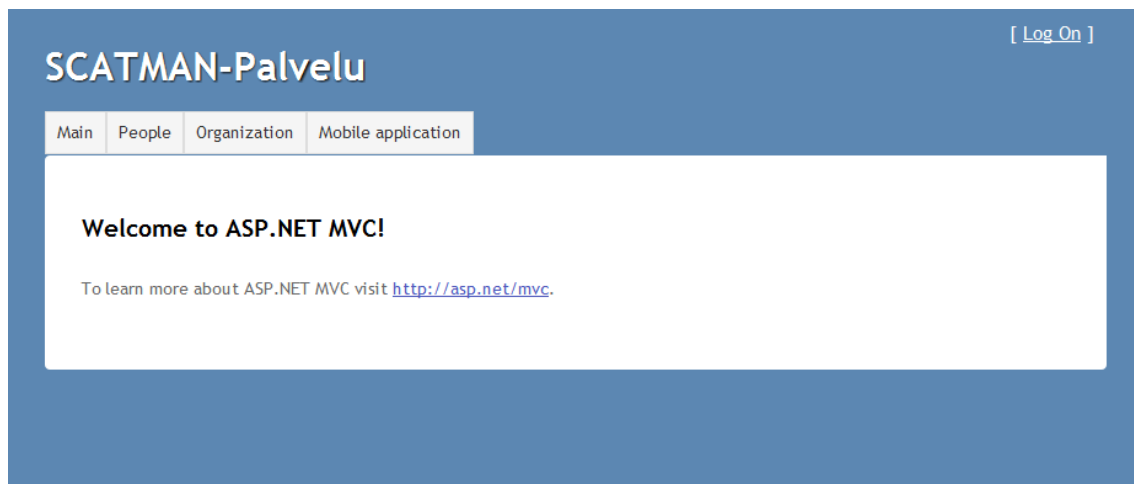 [ Log On ]
SCATMAN-Palvelu
Main People Organization Mobile application
Welcome to ASP.NET MVC!
To learn more about ASP.NET MVC visit http://asp.net/mvc.